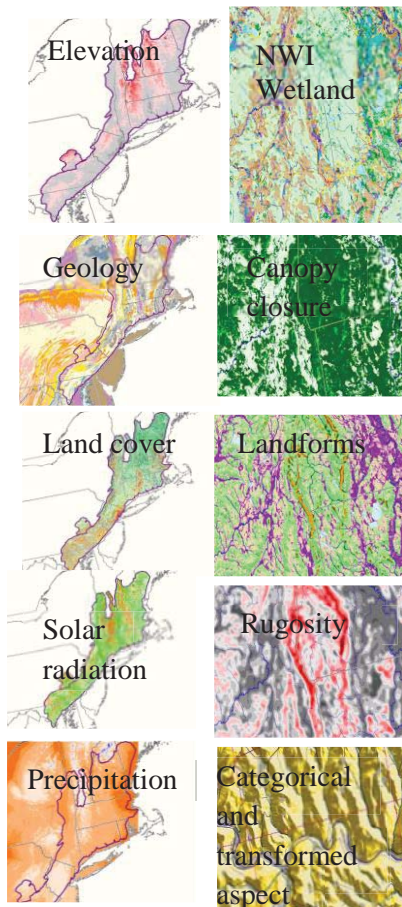 Elevation
NWI
Wetland
Geology
Canopy
closure
Land cover
Landforms
Solar
radiation
Rugosity
Precipitation
Categorical
and
transformed
aspect